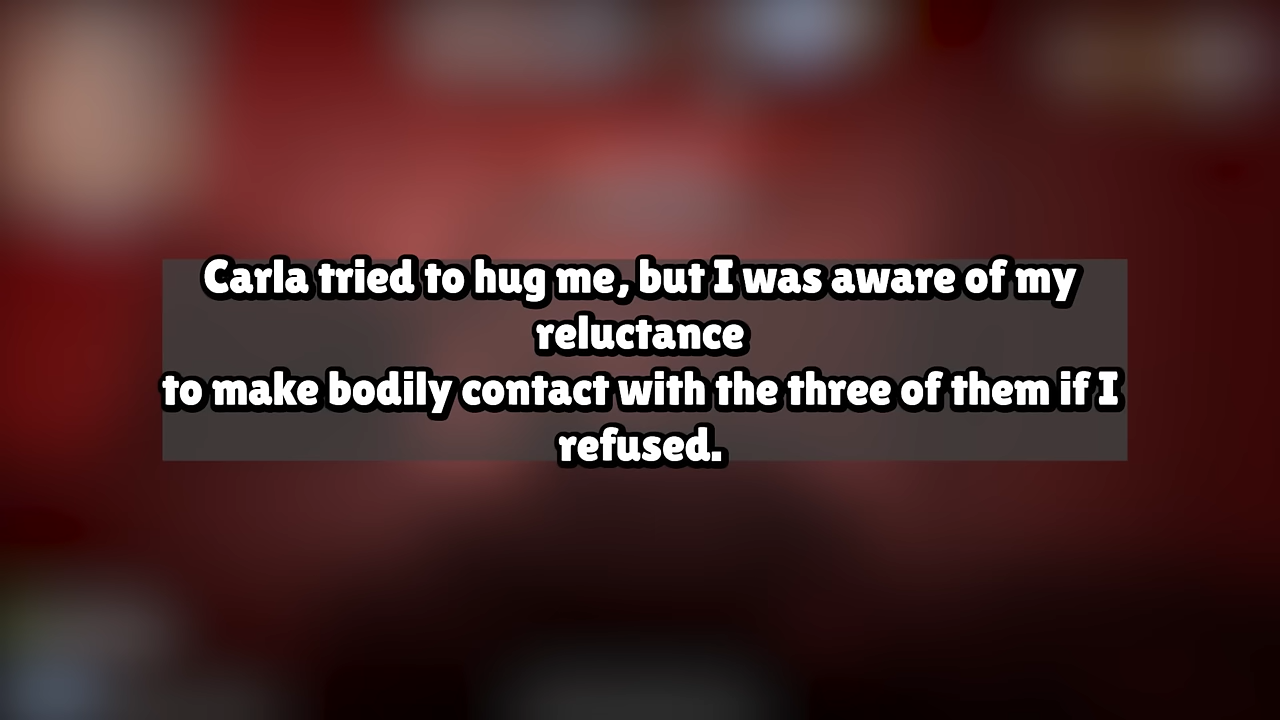 Carla tried to hug me, but I was aware of my
reluctance
to make bodily contact with the three of them if I
refused.